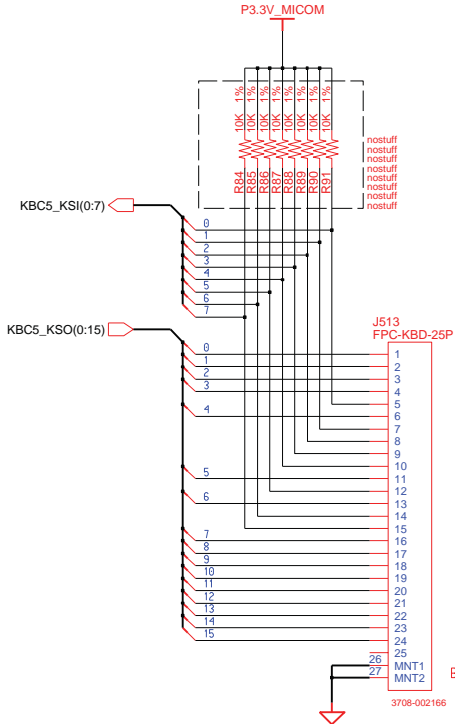 P3.3V_MICOM
10K 1% 10K 1% 10K 1% 10K 1% 10K 1% 10K 1% 10K 1% 10K 1%
nostuff
nostuff
nostuff
nostuff
nostuff
nostuff
nostuff
nostuff
R84 R85 R86 R87 R88 R89 R90 R91
KBC5_KSI(0:7)
0
1
2
3
4
5
6
7
KBC5_KSO(0:15)
0
1
2
3
4
5
6
7
8
9
10
11
12
13
14
15
J513
FPC-KBD-25P
1
2
3
4
5
6
7
8
9
10
11
12
13
14
15
16
17
18
19
20
21
22
23
24
25
26 MNT1
27 MNT2
3708-002166